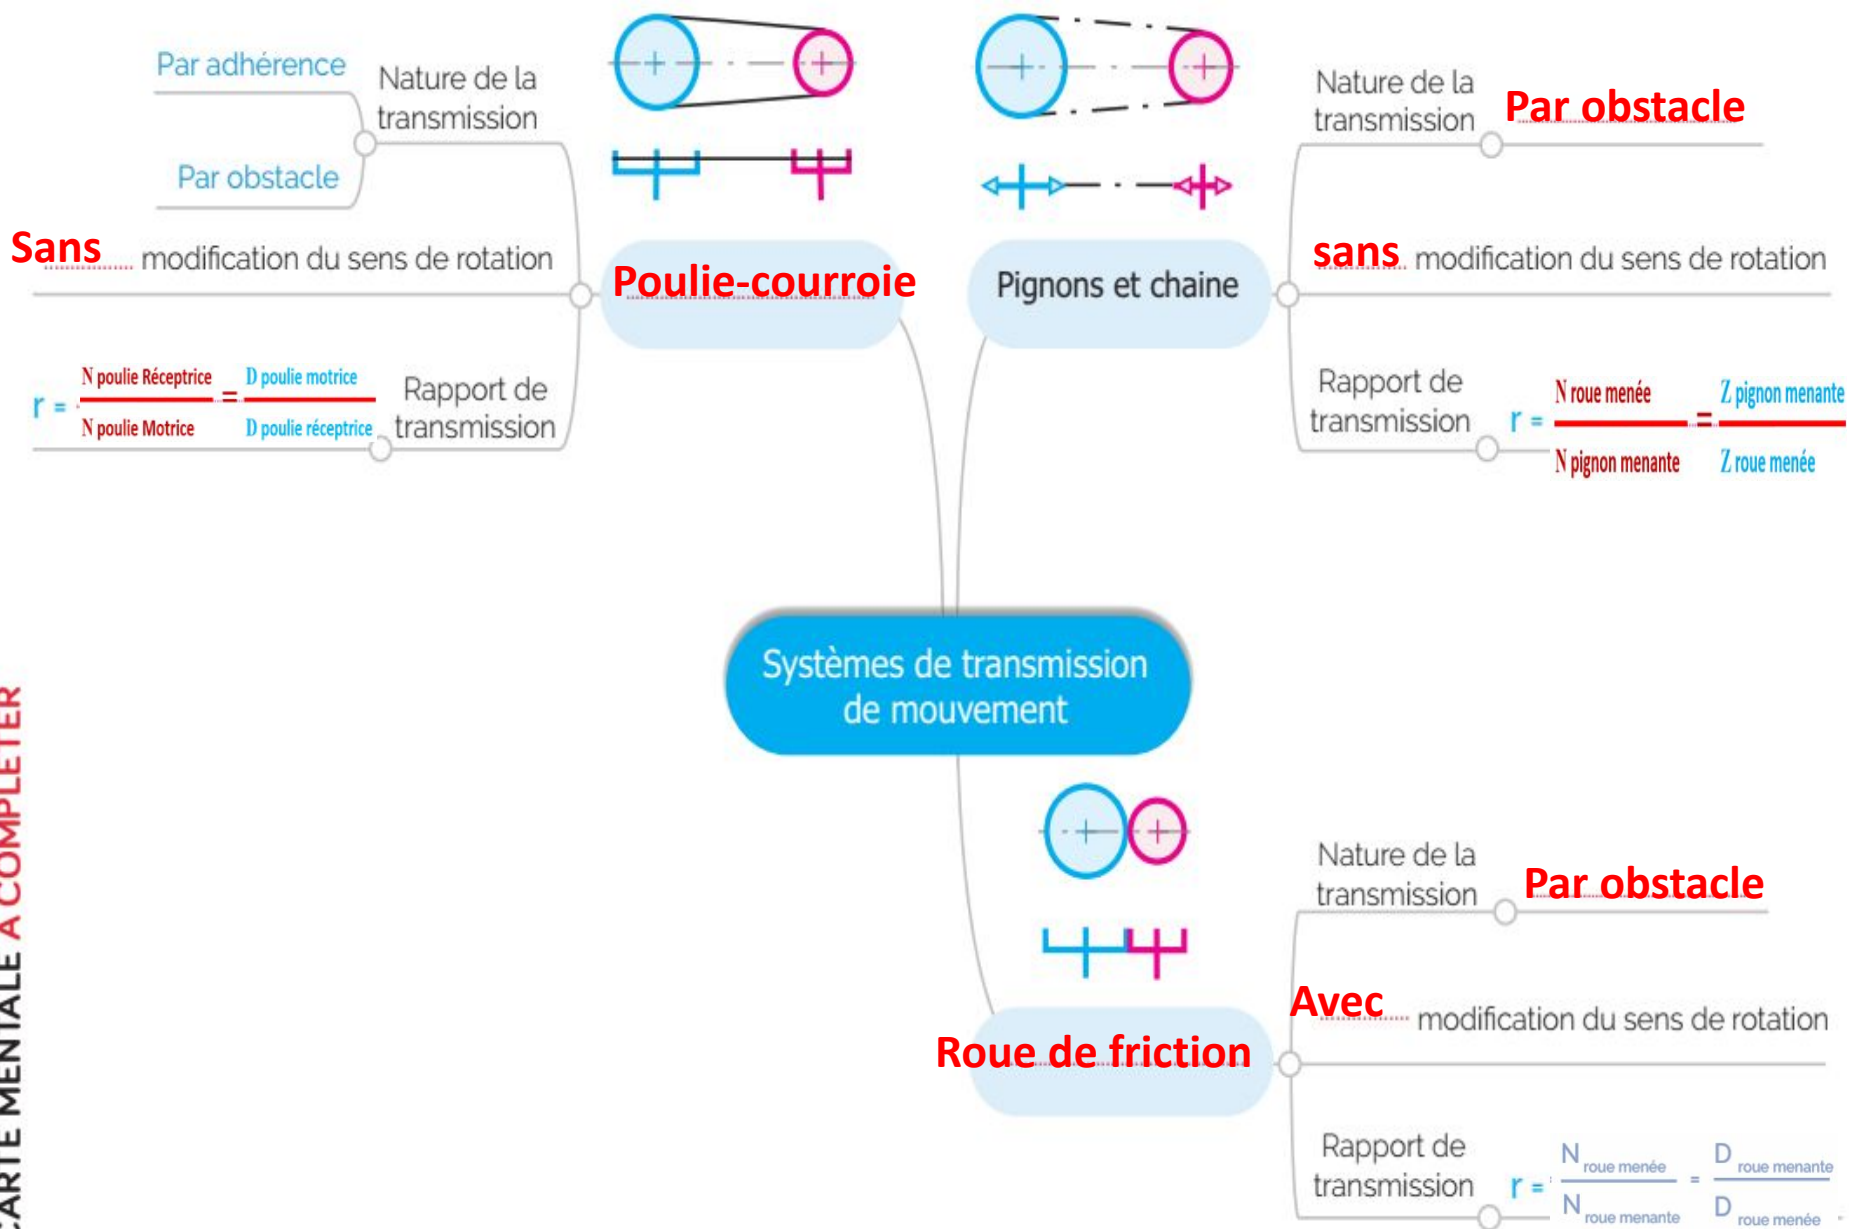 Par adhérence
Nature de la
transmission
Par obstacle
Sans modification du sens de rotation
Poulie-courroie
r = N poulie Réceptrice = D poulie motrice
N poulie Motrice D poulie réceptrice
Rapport de
transmission
Nature de la
transmission
Par obstacle
sans modification du sens de rotation
Pignons et chaine
Rapport de
transmission
r = N roue menée = Z pignon menante
N pignon menante Z roue menée
Systèmes de transmission
de mouvement
Nature de la
transmission
Par obstacle
Avec modification du sens de rotation
Roue de friction
Rapport de
transmission
r = N roue menée = D roue menante
N roue menante D roue menée
CARTE MENTALE A COMPLETER